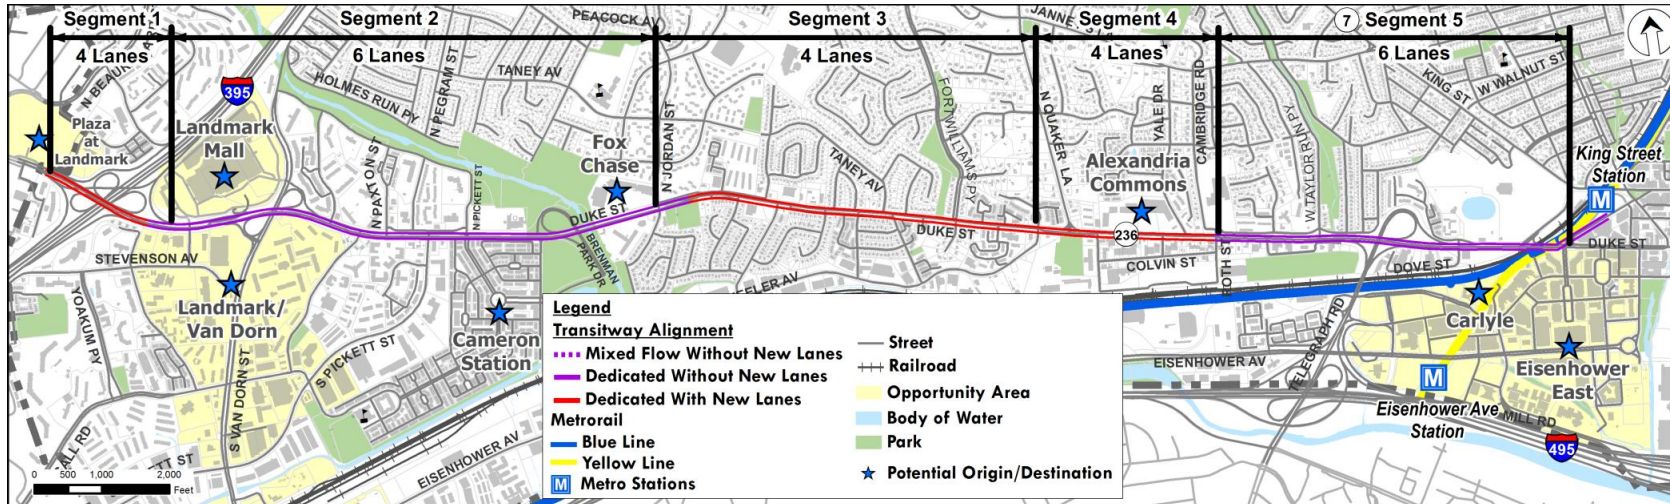 Segment 1
Segment 2
Segment 3
Segment 4
7
Segment 5
4 Lanes
6 Lanes
4 Lanes
4 Lanes
6 Lanes
PEACOCK AV
N BEAU
395
HOLMES RUN PY
N PEGRAM ST
TANEY AV
Plaza
at
Landmark
Landmark
Mall
N PAXTON ST
N PICKETT ST
Fox
Chase
N JORDAN ST
DUKE ST
BRENMAN
PARK DR
TANEY AV
FORT WILLIAMS PY
DUKE ST
N QUAKER LA
YALE DR
CAMBRIDGE RD
Alexandria
Commons
236
COLVIN ST
ROTH ST
W TAYLOR RUN PY
KING ST
W WALNUT ST
King Street
Station
M
DUKE ST
DOVE ST
STEVENSON AV
YOAKUM PY
Landmark/
Van Dorn
S VAN DORN ST
S PICKETT ST
Cameron
Station
EISENHOWER AV
TELEGRAPH RD
EISENHOWER AV
Carlyle
M
Eisenhower
East
Eisenhower Ave
Station
MILL RD
495
0 500 1,000 2,000
Feet
Legend
Transitway Alignment
Mixed Flow Without New Lanes
Dedicated Without New Lanes
Dedicated With New Lanes
Metrorail
Blue Line
Yellow Line
M Metro Stations
Street
Railroad
Opportunity Area
Body of Water
Park
Potential Origin/Destination